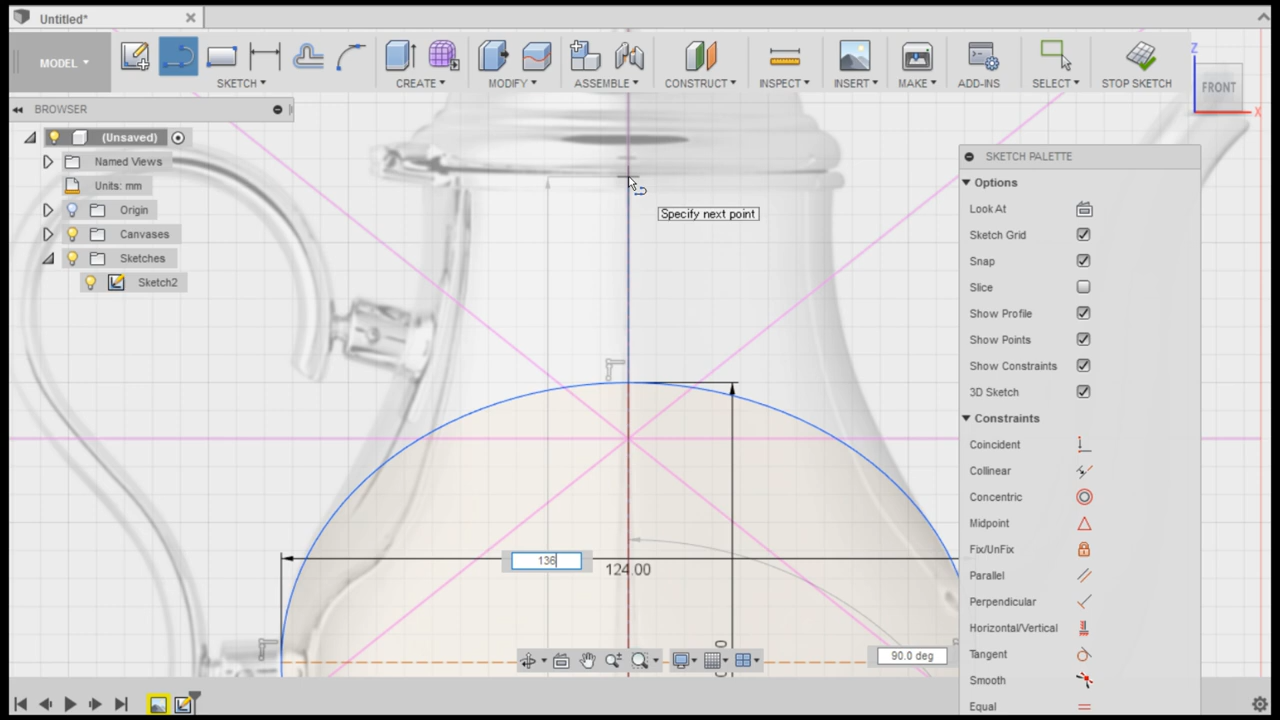 Untitled*
MODEL
SKETCH
CREATE
MODIFY
ASSEMBLE
CONSTRUCT
INSPECT
INSERT
MAKE
ADD-INS
SELECT
STOP SKETCH
Z
FRONT
X
BROWSER
(Unsaved)
Named Views
Units: mm
Origin
Canvases
Sketches
Sketch2
Specify next point
136
124.00
0
90.0 deg
SKETCH PALETTE
Options
Look At
Sketch Grid
Snap
Slice
Show Profile
Show Points
Show Constraints
3D Sketch
Constraints
Coincident
Collinear
Concentric
Midpoint
Fix/UnFix
Parallel
Perpendicular
Horizontal/Vertical
Tangent
Smooth
Equal